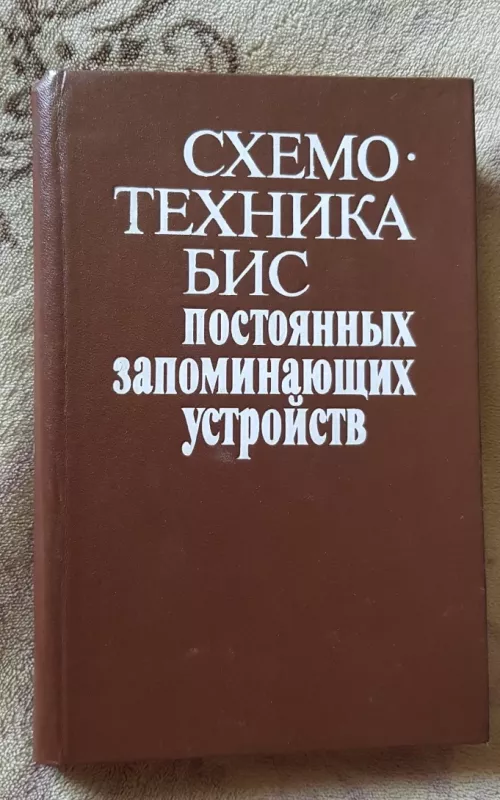 СХЕМО·
ТЕХНИКА
БИС
ПОСТОЯННЫХ
ЗАПОМИНАЮЩИХ
УСТРОЙСТВ